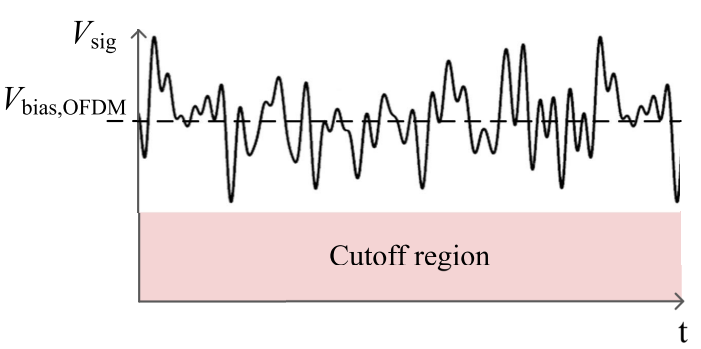 V_sig
V_bias,OFDM
Cutoff region
t